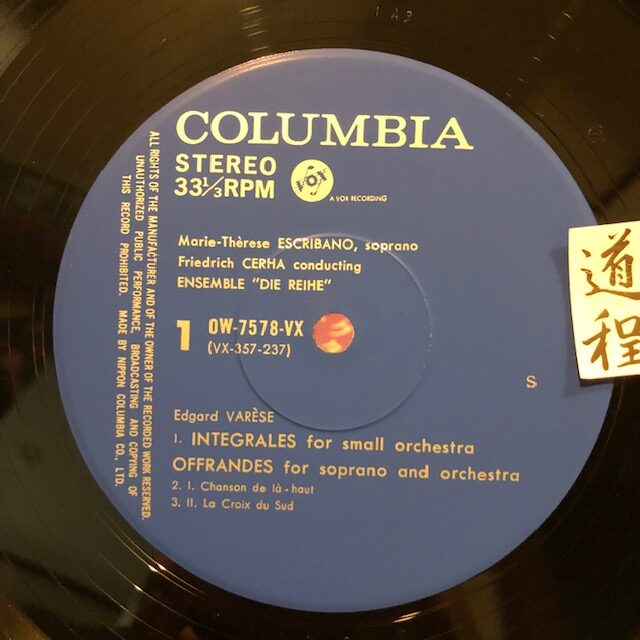 1 A 9
COLUMBIA
STEREO
33⅓RPM
VOX
A VOX RECORDING
Marie-Thèrese ESCRIBANO, soprano
Friedrich CERHA conducting
ENSEMBLE "DIE REIHE"
1
OW-7578-VX
(VX-357-237)
S
Edgard VARÈSE
1. INTEGRALES for small orchestra
OFFRANDES for soprano and orchestra
2. I. Chanson de là-haut
3. II. La Croix du Sud
ALL RIGHTS OF THE MANUFACTURER AND OF THE OWNER OF THE RECORDED WORK RESERVED.
UNAUTHORIZED PUBLIC PERFORMANCE, BROADCASTING AND COPYING OF
THIS RECORD PROHIBITED. MADE BY NIPPON COLUMBIA CO., LTD.
道程